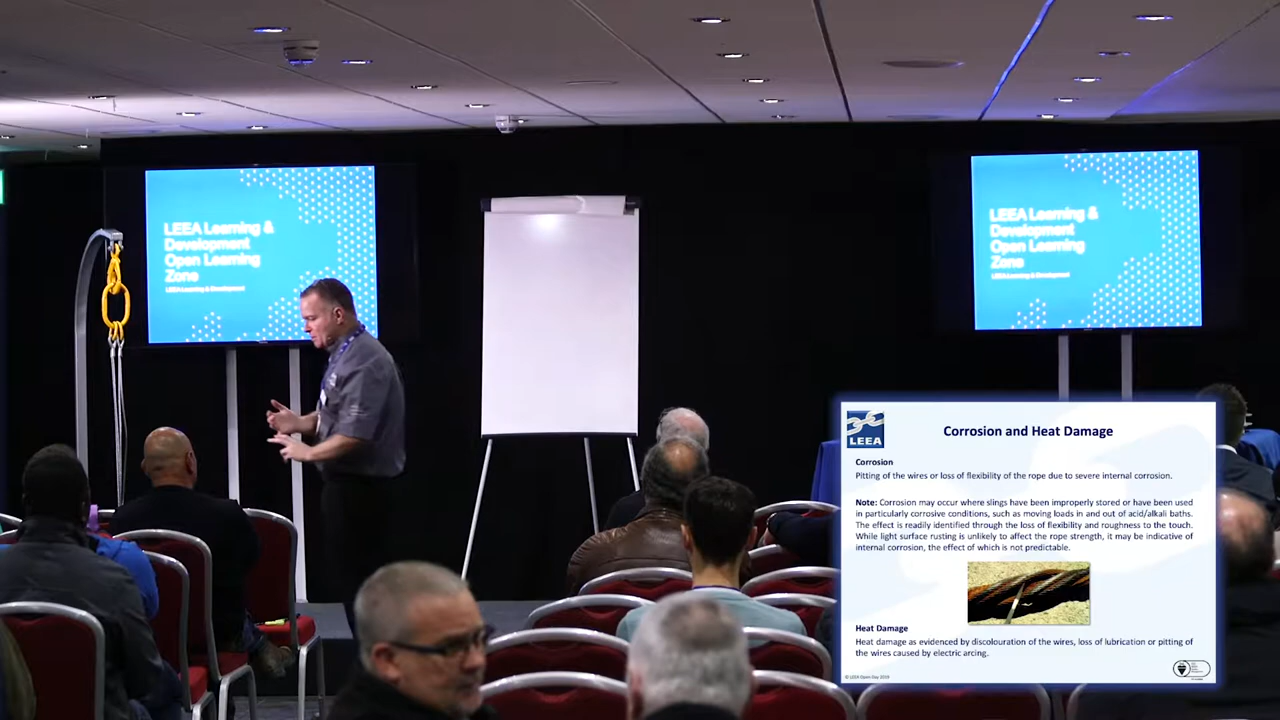 LEEA Learning &
Development
Open Learning
Zone
LEEA Learning & Development
LEEA Learning &
Development
Open Learning
Zone
LEEA Learning & Development
LEEA
Corrosion and Heat Damage
Corrosion
Pitting of the wires or loss of flexibility of the rope due to severe internal corrosion.
Note: Corrosion may occur where slings have been improperly stored or have been used
in particularly corrosive conditions, such as moving loads in and out of acid/alkali baths.
The effect is readily identified through the loss of flexibility and roughness to the touch.
While light surface rusting is unlikely to affect the rope strength, it may be indicative of
internal corrosion, the effect of which is not predictable.
Heat Damage
Heat damage as evidenced by discolouration of the wires, loss of lubrication or pitting of
the wires caused by electric arcing.
© LEEA Open Day 2019